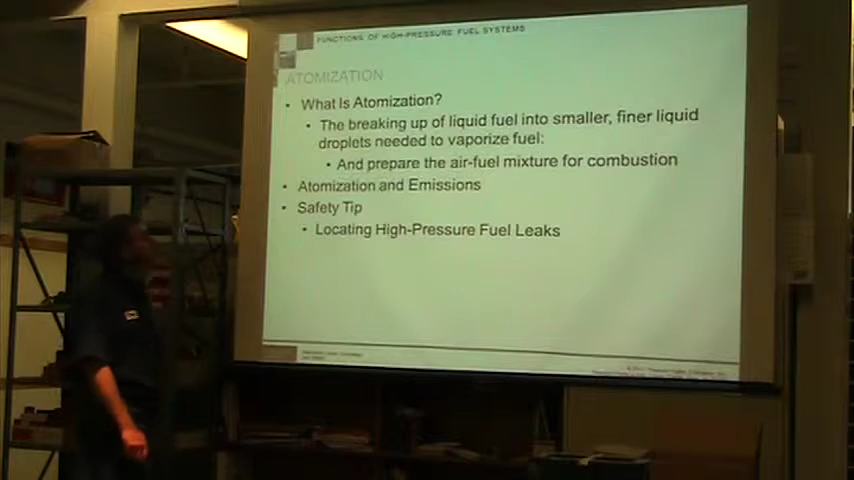 FUNCTIONS OF HIGH-PRESSURE FUEL SYSTEMS
ATOMIZATION
• What Is Atomization?
• The breaking up of liquid fuel into smaller, finer liquid
droplets needed to vaporize fuel:
• And prepare the air-fuel mixture for combustion
• Atomization and Emissions
• Safety Tip
• Locating High-Pressure Fuel Leaks